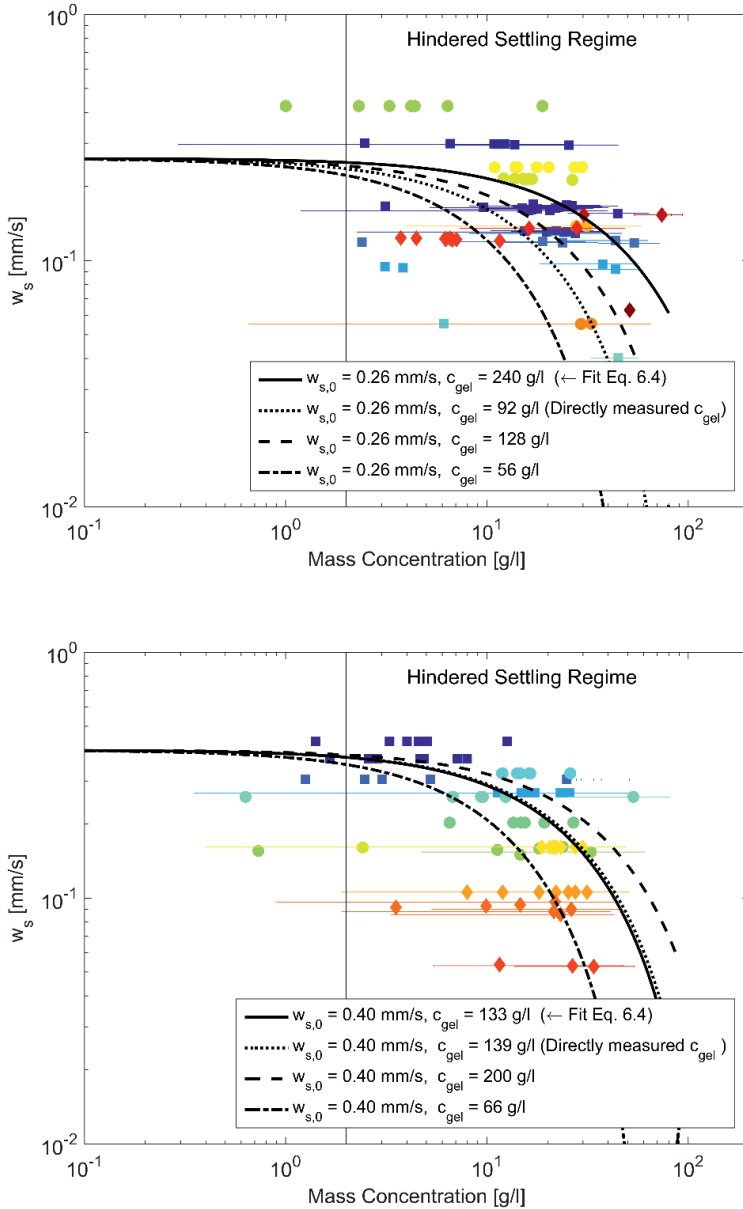 Hindered Settling Regime
10^0
10^-1
10^-2
w_s [mm/s]
w_s,0 = 0.26 mm/s, c_gel = 240 g/l (← Fit Eq. 6.4)
w_s,0 = 0.26 mm/s, c_gel = 92 g/l (Directly measured c_gel)
w_s,0 = 0.26 mm/s, c_gel = 128 g/l
w_s,0 = 0.26 mm/s, c_gel = 56 g/l
10^-1 10^0 10^1 10^2
Mass Concentration [g/l]
Hindered Settling Regime
10^0
10^-1
10^-2
w_s [mm/s]
w_s,0 = 0.40 mm/s, c_gel = 133 g/l (← Fit Eq. 6.4)
w_s,0 = 0.40 mm/s, c_gel = 139 g/l (Directly measured c_gel )
w_s,0 = 0.40 mm/s, c_gel = 200 g/l
w_s,0 = 0.40 mm/s, c_gel = 66 g/l
10^-1 10^0 10^1 10^2
Mass Concentration [g/l]